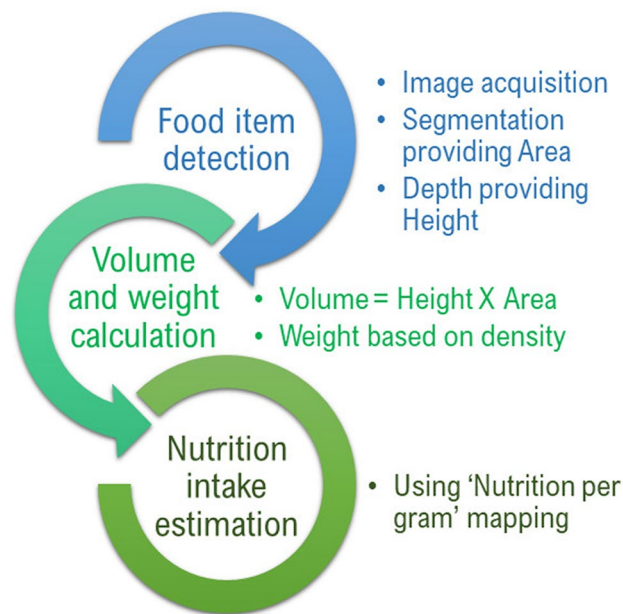 Food item
detection
• Image acquisition
• Segmentation
providing Area
• Depth providing
Height
Volume
and weight
calculation
• Volume = Height X Area
• Weight based on density
Nutrition
intake
estimation
• Using ‘Nutrition per
gram’ mapping